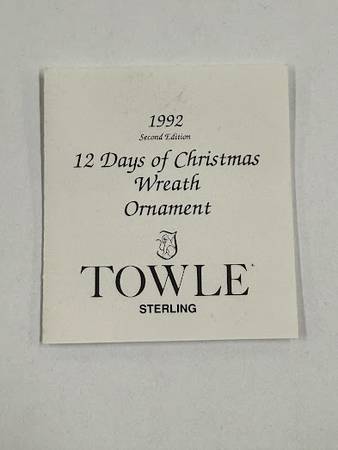 1992
Second Edition
12 Days of Christmas
Wreath
Ornament
TOWLE
STERLING